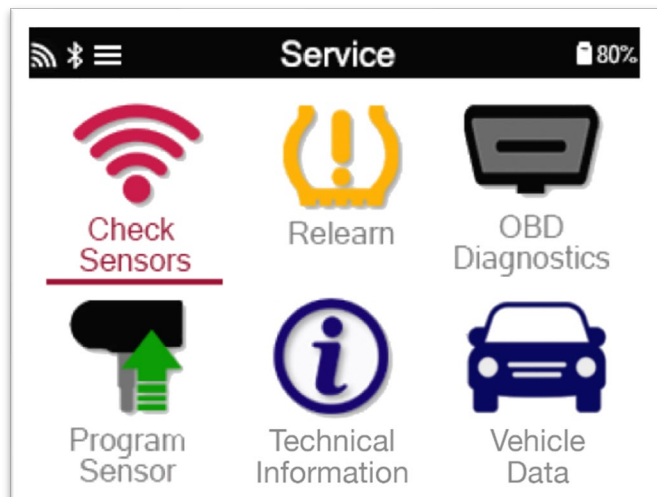 Service
80%
Check
Sensors
Relearn
OBD
Diagnostics
Program
Sensor
Technical
Information
Vehicle
Data